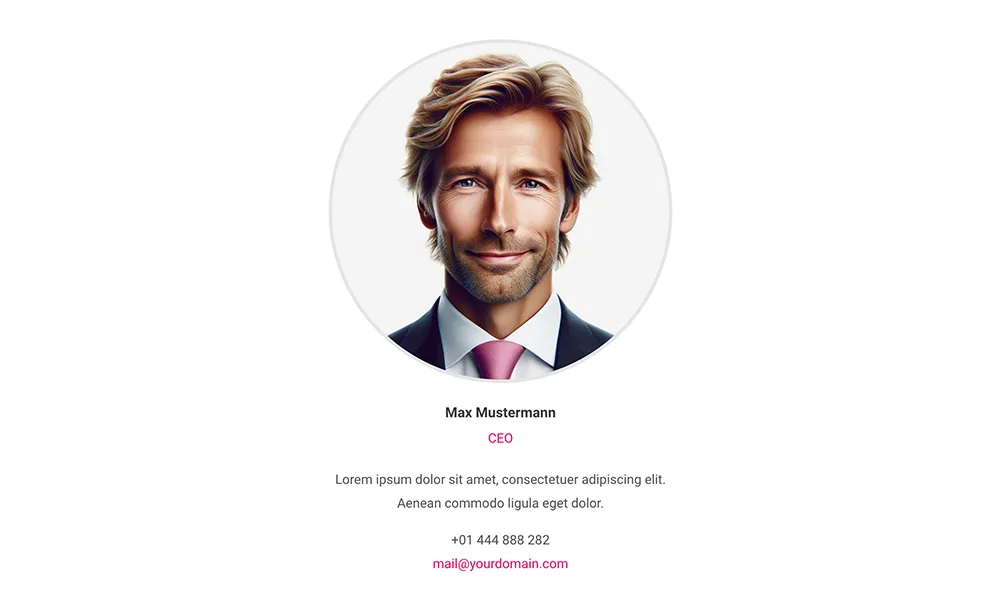 Max Mustermann
CEO
Lorem ipsum dolor sit amet, consectetuer adipiscing elit.
Aenean commodo ligula eget dolor.
+01 444 888 282
mail@yourdomain.com